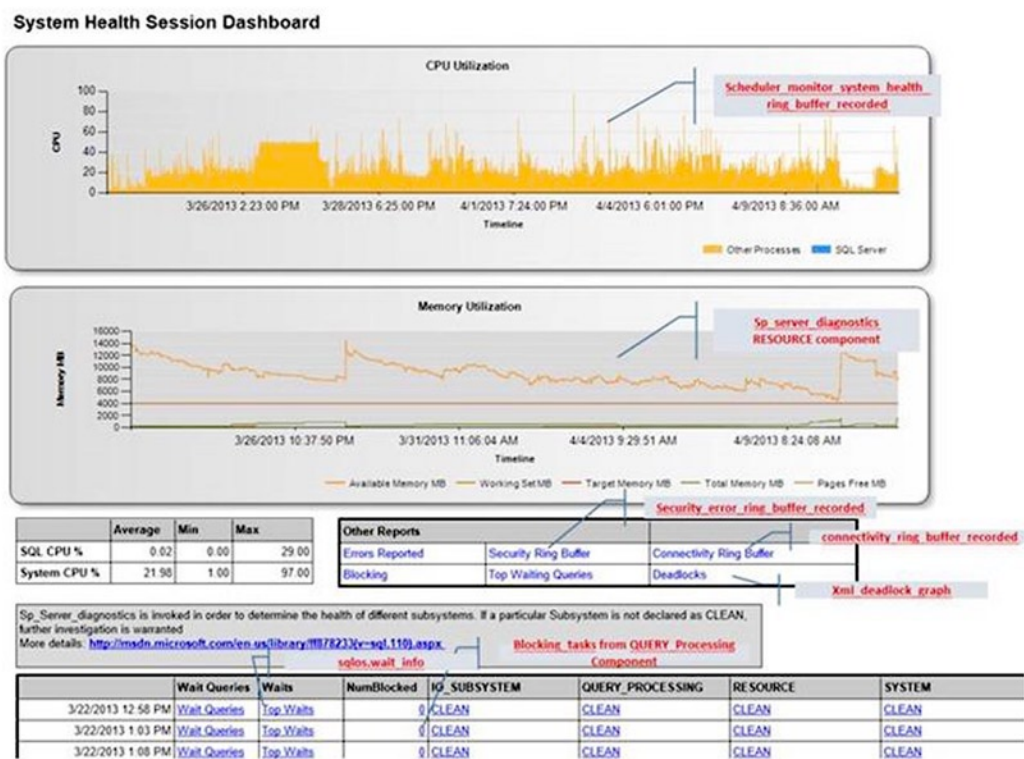 System Health Session Dashboard
CPU Utilization
Scheduler_monitor_system_health_
ring_buffer_recorded
CPU
100
80
60
40
20
0
3/26/2013 2:23:00 PM 3/28/2013 6:25:00 PM 4/1/2013 7:24:00 PM 4/4/2013 6:01:00 PM 4/9/2013 8:36:00 AM
Timeline
Other Processes SQL Server
Memory Utilization
Sp_server_diagnostics
RESOURCE component
Memory MB
16000
14000
12000
10000
8000
6000
4000
2000
0
3/26/2013 10:37:50 PM 3/31/2013 11:06:04 AM 4/4/2013 9:29:51 AM 4/9/2013 8:24:08 AM
Timeline
Available Memory MB Working Set MB Target Memory MB Total Memory MB Pages Free MB
Security_error_ring_buffer_recorded
Average Min Max
SQL CPU % 0.02 0.00 29.00
System CPU % 21.98 1.00 97.00
Other Reports
Errors Reported Security Ring Buffer Connectivity Ring Buffer
Blocking Top Waiting Queries Deadlocks
connectivity_ring_buffer_recorded
Xml_deadlock_graph
Sp_Server_diagnostics is invoked in order to determine the health of different subsystems. If a particular Subsystem is not declared as CLEAN,
further investigation is warranted
More details: http://msdn.microsoft.com/en-us/library/ff878233(v=sql.110).aspx
sqlos.wait_info
Blocking_tasks from QUERY_Processing
Component
Wait Queries Waits NumBlocked IO_SUBSYSTEM QUERY_PROCESSING RESOURCE SYSTEM
3/22/2013 12:58 PM Wait Queries Top Waits 0 CLEAN CLEAN CLEAN CLEAN
3/22/2013 1:03 PM Wait Queries Top Waits 0 CLEAN CLEAN CLEAN CLEAN
3/22/2013 1:08 PM Wait Queries Top Waits 0 CLEAN CLEAN CLEAN CLEAN